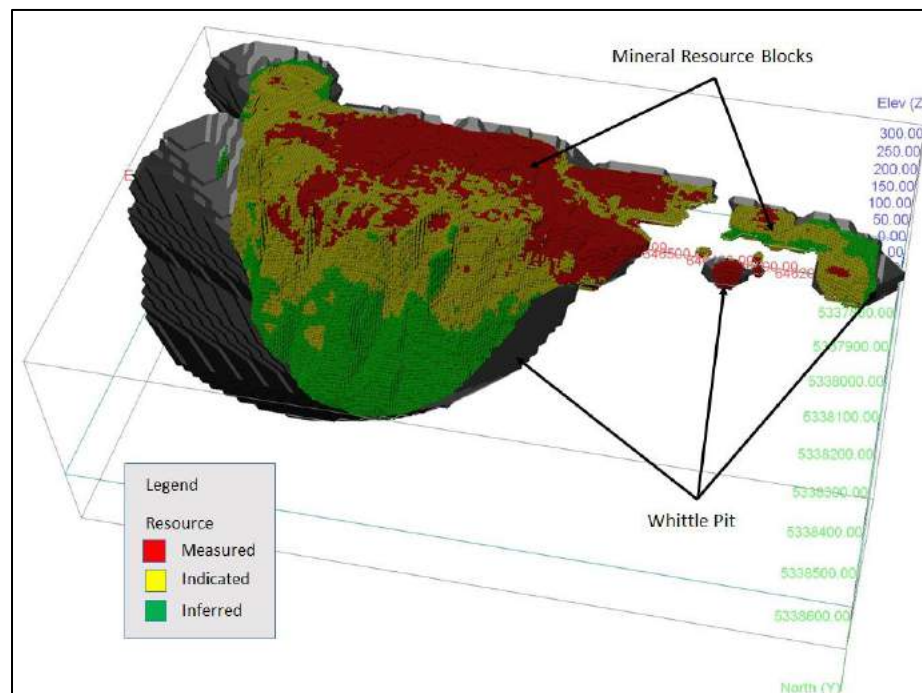 Mineral Resource Blocks
Elev (Z
300.00
250.00
200.00
150.00
100.00
50.00
0.00
5337900.00
5338000.00
5338100.00
5338200.00
5338300.00
5338400.00
5338500.00
5338600.00
North (Y)
Whittle Pit
Legend
Resource
Measured
Indicated
Inferred